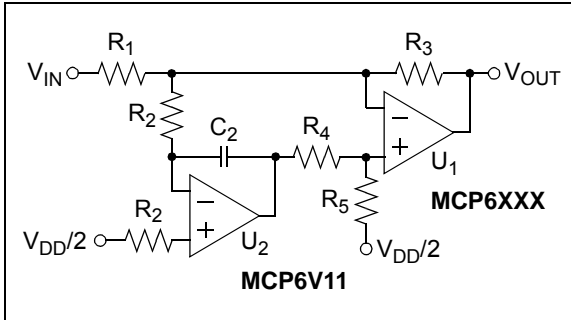 R1
R3
VIN
VOUT
R2
C2
R4
U1
R5
MCP6XXX
R2
VDD/2
U2
VDD/2
MCP6V11